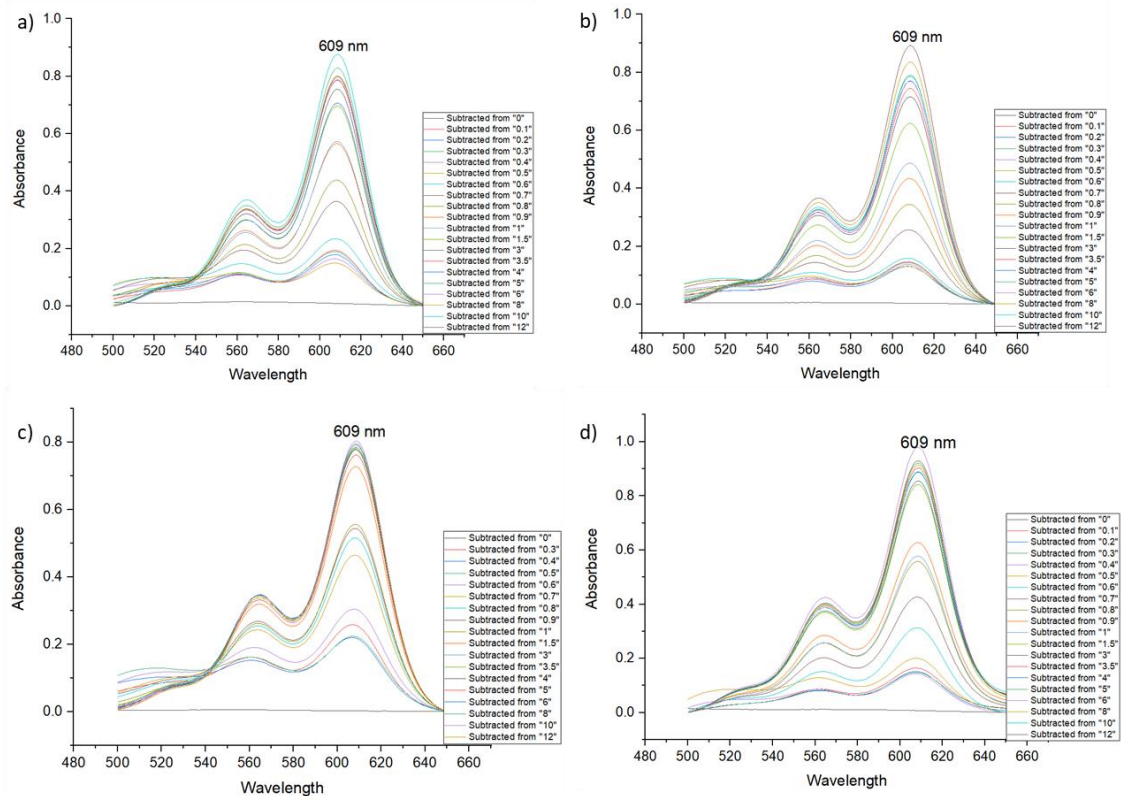 a)
609 nm
1.0
0.8
0.6
0.4
0.2
0.0
Absorbance
480 500 520 540 560 580 600 620 640 660
Wavelength
Subtracted from "0"
Subtracted from "0.1"
Subtracted from "0.2"
Subtracted from "0.3"
Subtracted from "0.4"
Subtracted from "0.5"
Subtracted from "0.6"
Subtracted from "0.7"
Subtracted from "0.8"
Subtracted from "0.9"
Subtracted from "1"
Subtracted from "1.5"
Subtracted from "3"
Subtracted from "3.5"
Subtracted from "4"
Subtracted from "5"
Subtracted from "6"
Subtracted from "8"
Subtracted from "10"
Subtracted from "12"
b)
609 nm
1.0
0.8
0.6
0.4
0.2
0.0
Absorbance
480 500 520 540 560 580 600 620 640 660
Wavelength
Subtracted from "0"
Subtracted from "0.1"
Subtracted from "0.2"
Subtracted from "0.3"
Subtracted from "0.4"
Subtracted from "0.5"
Subtracted from "0.6"
Subtracted from "0.7"
Subtracted from "0.8"
Subtracted from "0.9"
Subtracted from "1"
Subtracted from "1.5"
Subtracted from "3"
Subtracted from "3.5"
Subtracted from "4"
Subtracted from "5"
Subtracted from "6"
Subtracted from "8"
Subtracted from "10"
Subtracted from "12"
c)
609 nm
0.8
0.6
0.4
0.2
0.0
Absorbance
480 500 520 540 560 580 600 620 640 660
Wavelength
Subtracted from "0"
Subtracted from "0.3"
Subtracted from "0.4"
Subtracted from "0.5"
Subtracted from "0.6"
Subtracted from "0.7"
Subtracted from "0.8"
Subtracted from "0.9"
Subtracted from "1"
Subtracted from "1.5"
Subtracted from "3"
Subtracted from "3.5"
Subtracted from "4"
Subtracted from "5"
Subtracted from "6"
Subtracted from "8"
Subtracted from "10"
Subtracted from "12"
d)
609 nm
1.0
0.8
0.6
0.4
0.2
0.0
Absorbance
480 500 520 540 560 580 600 620 640 660
Wavelength
Subtracted from "0"
Subtracted from "0.1"
Subtracted from "0.2"
Subtracted from "0.3"
Subtracted from "0.4"
Subtracted from "0.5"
Subtracted from "0.6"
Subtracted from "0.7"
Subtracted from "0.8"
Subtracted from "0.9"
Subtracted from "1"
Subtracted from "1.5"
Subtracted from "3"
Subtracted from "3.5"
Subtracted from "4"
Subtracted from "5"
Subtracted from "6"
Subtracted from "8"
Subtracted from "10"
Subtracted from "12"